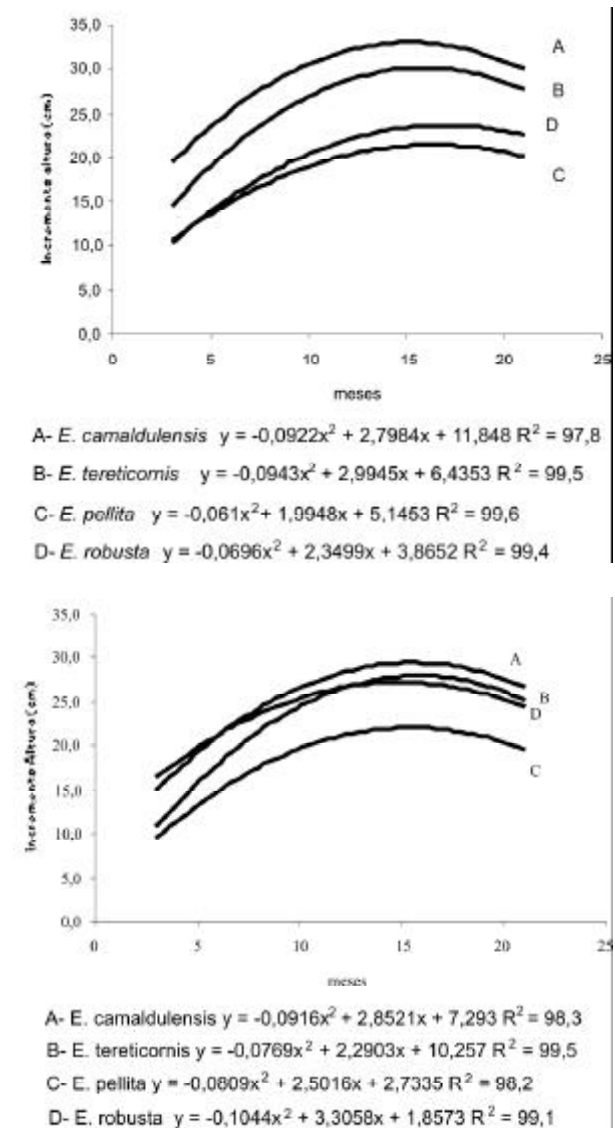 35,0
30,0
25,0
20,0
15,0
10,0
5,0
0,0
Incremento altura (cm)
A
B
D
C
0 5 10 15 20 25
meses
A- E. camaldulensis y = -0,0922x² + 2,7984x + 11,848 R² = 97,8
B- E. tereticornis y = -0,0943x² + 2,9945x + 6,4353 R² = 99,5
C- E. pellita y = -0,061x² + 1,9948x + 5,1453 R² = 99,6
D- E. robusta y = -0,0696x² + 2,3499x + 3,8652 R² = 99,4
35,0
30,0
25,0
20,0
15,0
10,0
5,0
0,0
Incremento Altura (cm)
A
B
D
C
0 5 10 15 20 25
meses
A- E. camaldulensis y = -0,0916x² + 2,8521x + 7,293 R² = 98,3
B- E. tereticornis y = -0,0769x² + 2,2903x + 10,257 R² = 99,5
C- E. pellita y = -0,0809x² + 2,5016x + 2,7335 R² = 98,2
D- E. robusta y = -0,1044x² + 3,3058x + 1,8573 R² = 99,1